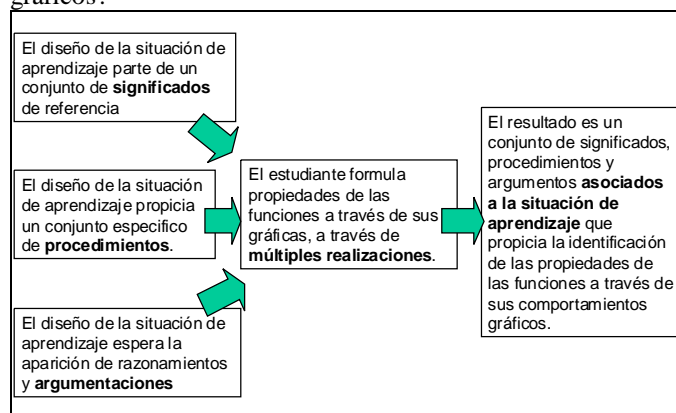 gráficos?
El diseño de la situación de
aprendizaje parte de un
conjunto de significados
de referencia
El diseño de la situación
de aprendizaje propicia
un conjunto especifico
de procedimientos.
El diseño de la situación de
aprendizaje espera la
aparición de razonamientos
y argumentaciones
El estudiante formula
propiedades de las
funciones a través de sus
gráficas, a través de
múltiples realizaciones.
El resultado es un
conjunto de significados,
procedimientos y
argumentos asociados
a la situación de
aprendizaje que
propicia la identificación
de las propiedades de
las funciones a través de
sus comportamientos
gráficos.